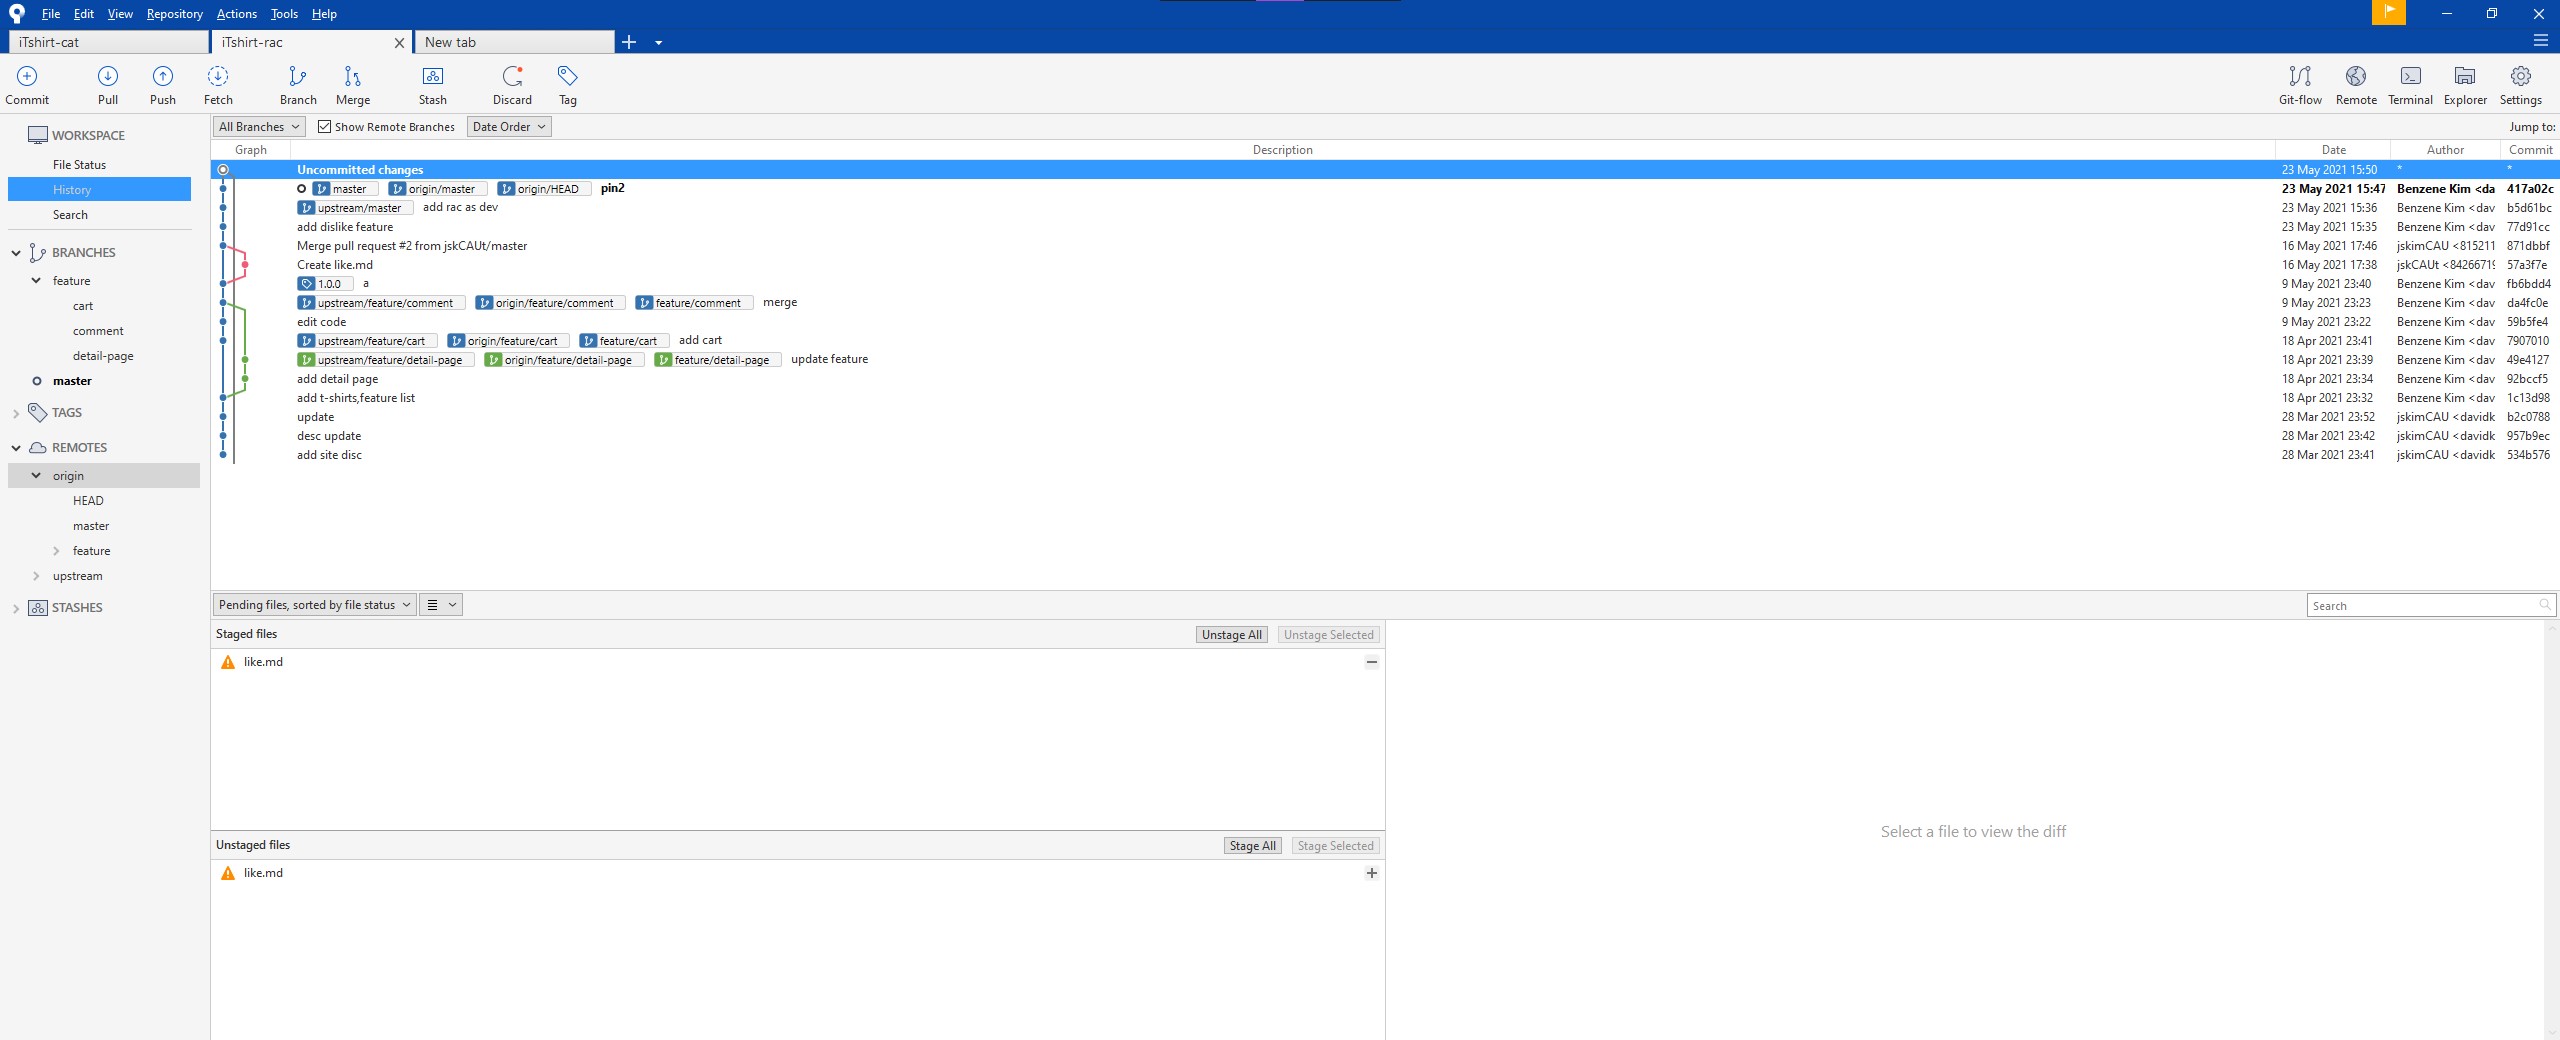 File Edit View Repository Actions Tools Help
iTshirt-cat iTshirt-rac New tab
Commit Pull Push Fetch Branch Merge Stash Discard Tag Git-flow Remote Terminal Explorer Settings
WORKSPACE
File Status
History
Search
BRANCHES
feature
cart
comment
detail-page
master
TAGS
REMOTES
origin
HEAD
master
feature
upstream
STASHES
All Branches Show Remote Branches Date Order Jump to:
Graph Description Date Author Commit
Uncommitted changes 23 May 2021 15:50 * *
master origin/master origin/HEAD pin2 23 May 2021 15:47 Benzene Kim <da 417a02c
upstream/master add rac as dev 23 May 2021 15:36 Benzene Kim <dav b5d61bc
add dislike feature 23 May 2021 15:35 Benzene Kim <dav 77d91cc
Merge pull request #2 from jskCAUt/master 16 May 2021 17:46 jskimCAU <815211 871dbbf
Create like.md 16 May 2021 17:38 jskCAUt <84266719 57a3f7e
1.0.0 a 9 May 2021 23:40 Benzene Kim <dav fb6bdd4
upstream/feature/comment origin/feature/comment feature/comment merge 9 May 2021 23:23 Benzene Kim <dav da4fc0e
edit code 9 May 2021 23:22 Benzene Kim <dav 59b5fe4
upstream/feature/cart origin/feature/cart feature/cart add cart 18 Apr 2021 23:41 Benzene Kim <dav 7907010
upstream/feature/detail-page origin/feature/detail-page feature/detail-page update feature 18 Apr 2021 23:39 Benzene Kim <dav 49e4127
add detail page 18 Apr 2021 23:34 Benzene Kim <dav 92bccf5
add t-shirts,feature list 18 Apr 2021 23:32 Benzene Kim <dav 1c13d98
update 28 Mar 2021 23:52 jskimCAU <davidk b2c0788
desc update 28 Mar 2021 23:42 jskimCAU <davidk 957b9ec
add site disc 28 Mar 2021 23:41 jskimCAU <davidk 534b576
Pending files, sorted by file status Search
Staged files Unstage All Unstage Selected
like.md
Select a file to view the diff
Unstaged files Stage All Stage Selected
like.md